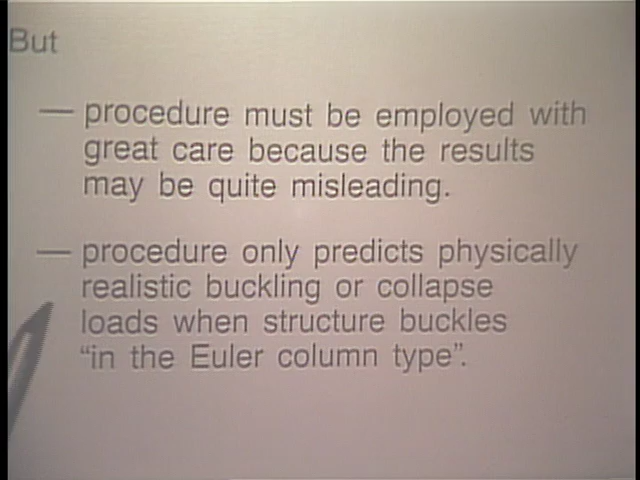 But
— procedure must be employed with
great care because the results
may be quite misleading.
— procedure only predicts physically
realistic buckling or collapse
loads when structure buckles
“in the Euler column type”.